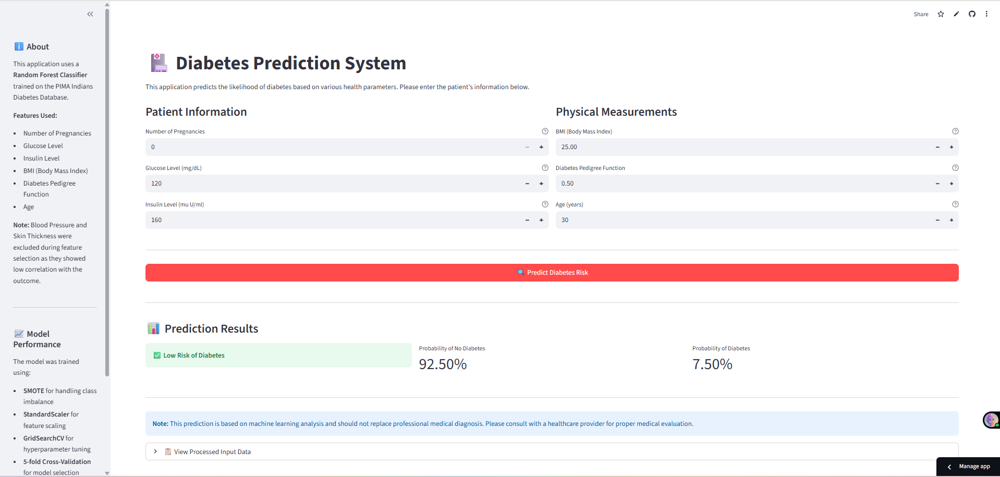 About
This application uses a
Random Forest Classifier
trained on the PIMA Indians
Diabetes Database.
Features Used:
Number of Pregnancies
Glucose Level
Insulin Level
BMI (Body Mass Index)
Diabetes Pedigree
Function
Age
Note: Blood Pressure and
Skin Thickness were
excluded during feature
selection as they showed
low correlation with the
outcome.
Model
Performance
The model was trained
using:
SMOTE for handling class
imbalance
StandardScaler for
feature scaling
GridSearchCV for
hyperparameter tuning
5-fold Cross-Validation
for model selection
Share
Diabetes Prediction System
This application predicts the likelihood of diabetes based on various health parameters. Please enter the patient's information below.
Patient Information
Number of Pregnancies
0
Glucose Level (mg/dL)
120
Insulin Level (mu U/ml)
160
Physical Measurements
BMI (Body Mass Index)
25.00
Diabetes Pedigree Function
0.50
Age (years)
30
Predict Diabetes Risk
Prediction Results
Low Risk of Diabetes
Probability of No Diabetes
92.50%
Probability of Diabetes
7.50%
Note: This prediction is based on machine learning analysis and should not replace professional medical diagnosis. Please consult with a healthcare provider for proper medical evaluation.
View Processed Input Data
Manage app